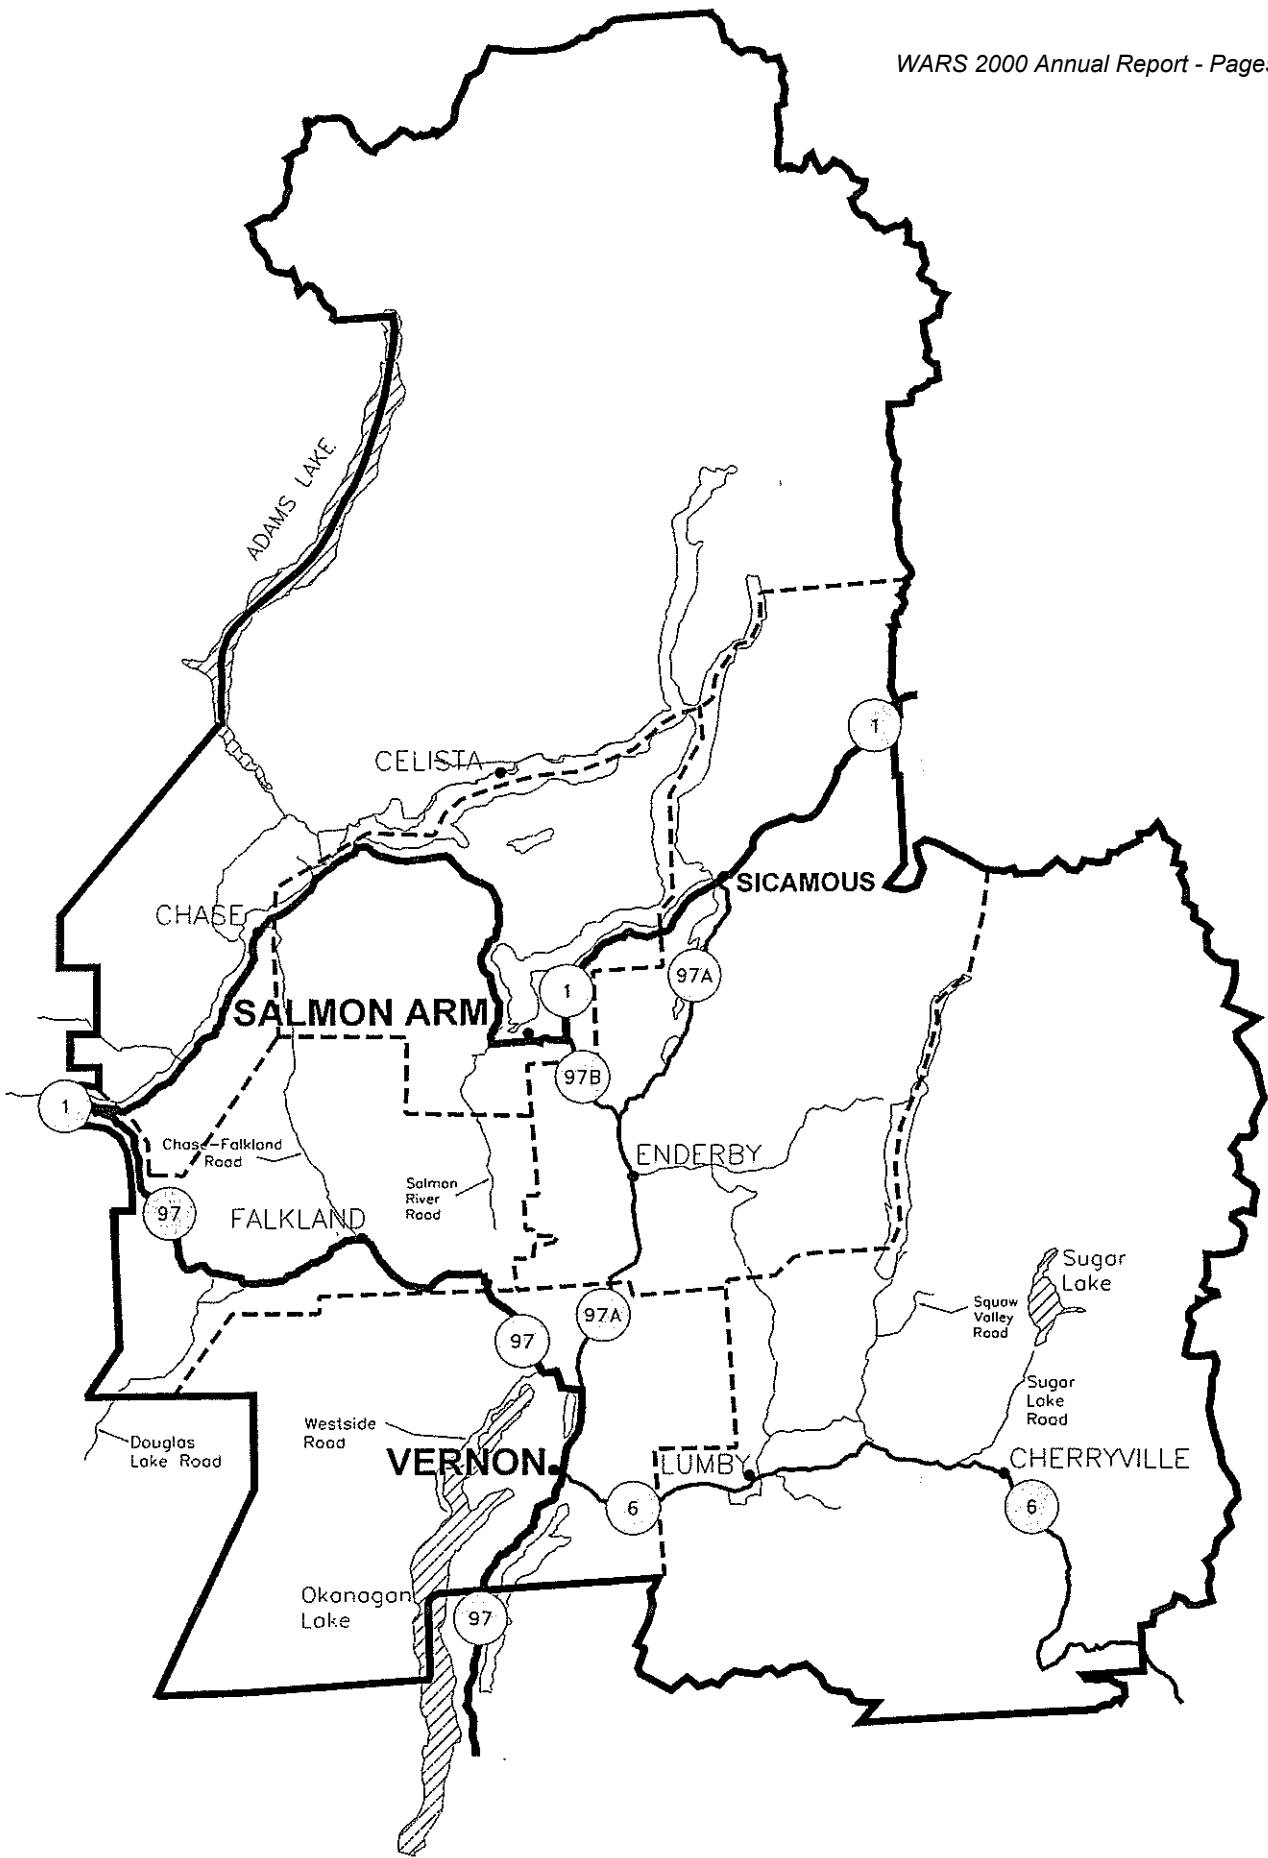 WARS 2000 Annual Report - Pages
ADAMS LAKE
1
CELISTA
SICAMOUS
CHASE
97A
1
SALMON ARM
97B
1
Chase-Falkland
Road
ENDERBY
Salmon
River
Road
97
FALKLAND
Sugar
Lake
Squaw
Valley
Road
97A
97
Sugar
Lake
Road
Westside
Road
Douglas
Lake Road
VERNON
LUMBY
CHERRYVILLE
6
6
Okanagan
Lake
97